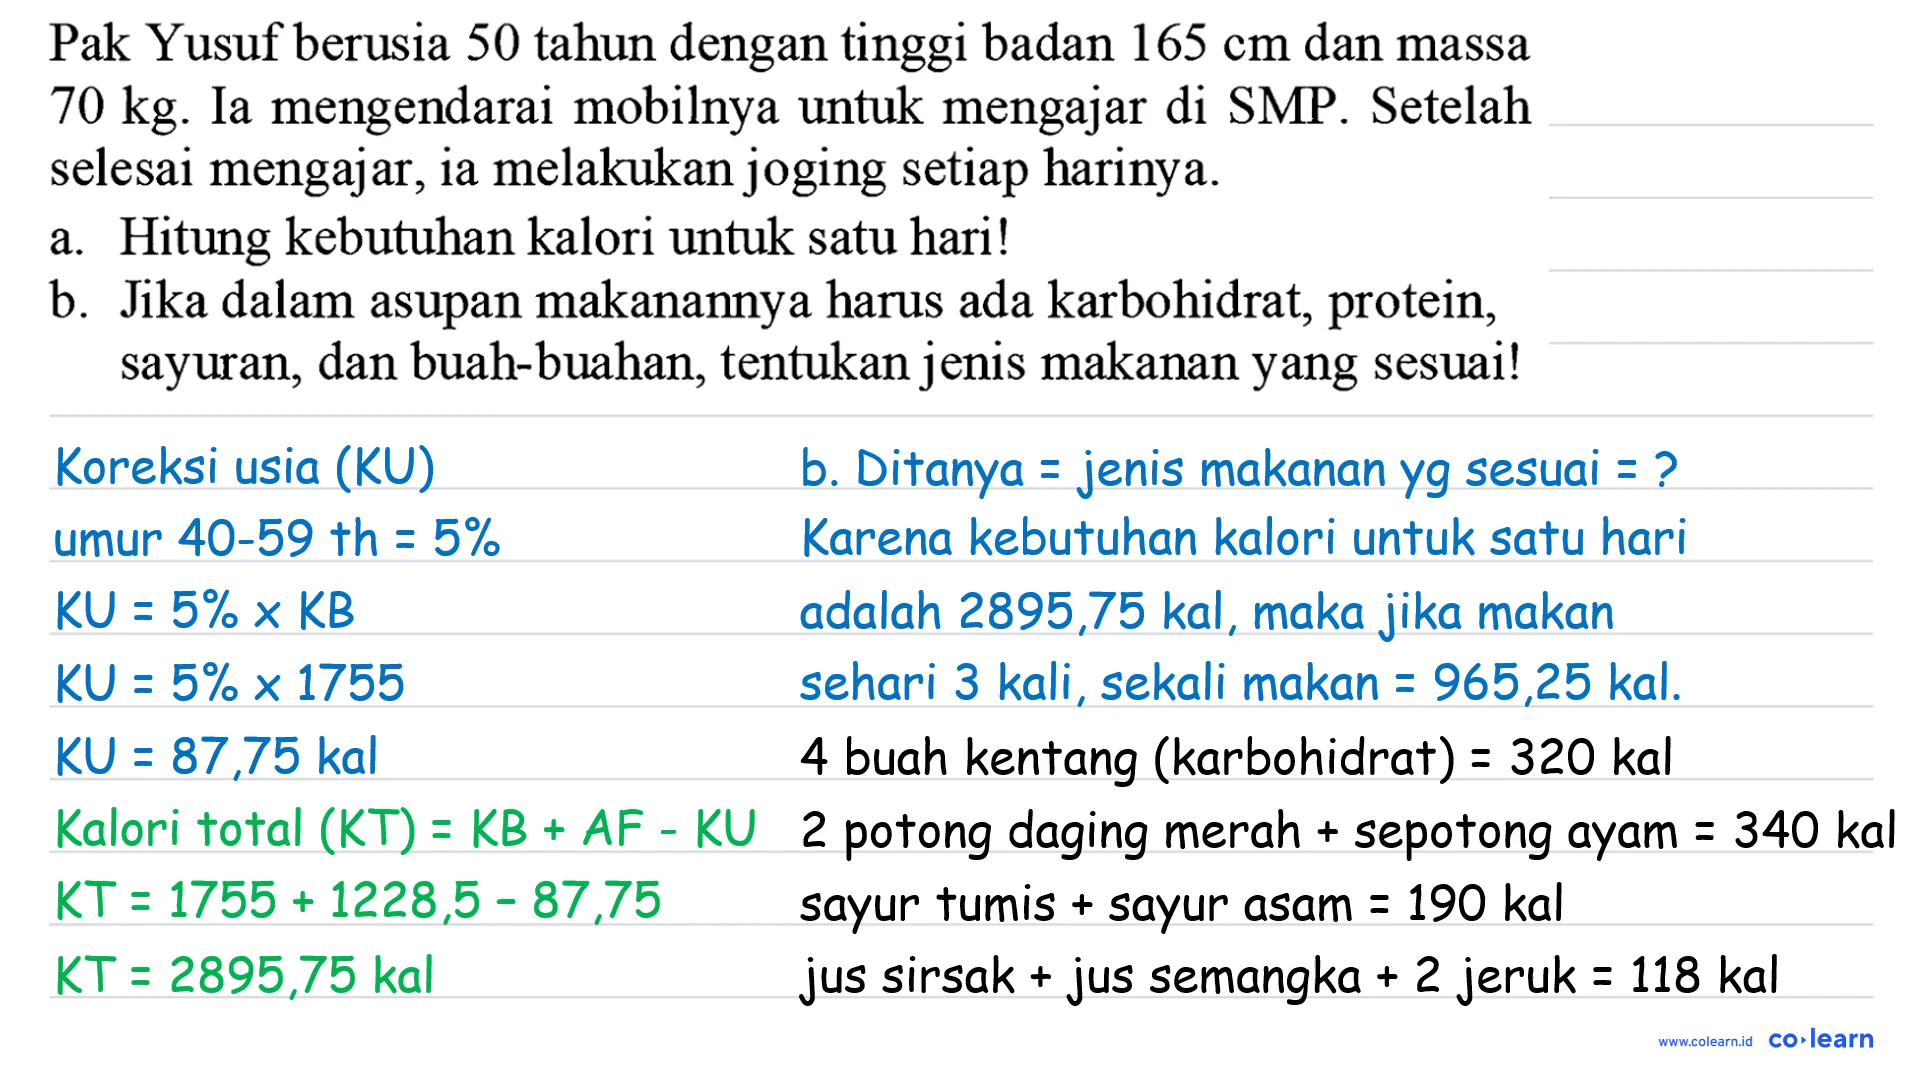 Pak Yusuf berusia 50 tahun dengan tinggi badan 165 cm dan massa
70 kg. Ia mengendarai mobilnya untuk mengajar di SMP. Setelah
selesai mengajar, ia melakukan joging setiap harinya.
a. Hitung kebutuhan kalori untuk satu hari!
b. Jika dalam asupan makanannya harus ada karbohidrat, protein,
sayuran, dan buah-buahan, tentukan jenis makanan yang sesuai!
Koreksi usia (KU)
umur 40-59 th = 5%
KU = 5% x KB
KU = 5% x 1755
KU = 87,75 kal
Kalori total (KT) = KB + AF - KU
KT = 1755 + 1228,5 - 87,75
KT = 2895,75 kal
b. Ditanya = jenis makanan yg sesuai = ?
Karena kebutuhan kalori untuk satu hari
adalah 2895,75 kal, maka jika makan
sehari 3 kali, sekali makan = 965,25 kal.
4 buah kentang (karbohidrat) = 320 kal
2 potong daging merah + sepotong ayam = 340 kal
sayur tumis + sayur asam = 190 kal
jus sirsak + jus semangka + 2 jeruk = 118 kal
www.colearn.id co learn